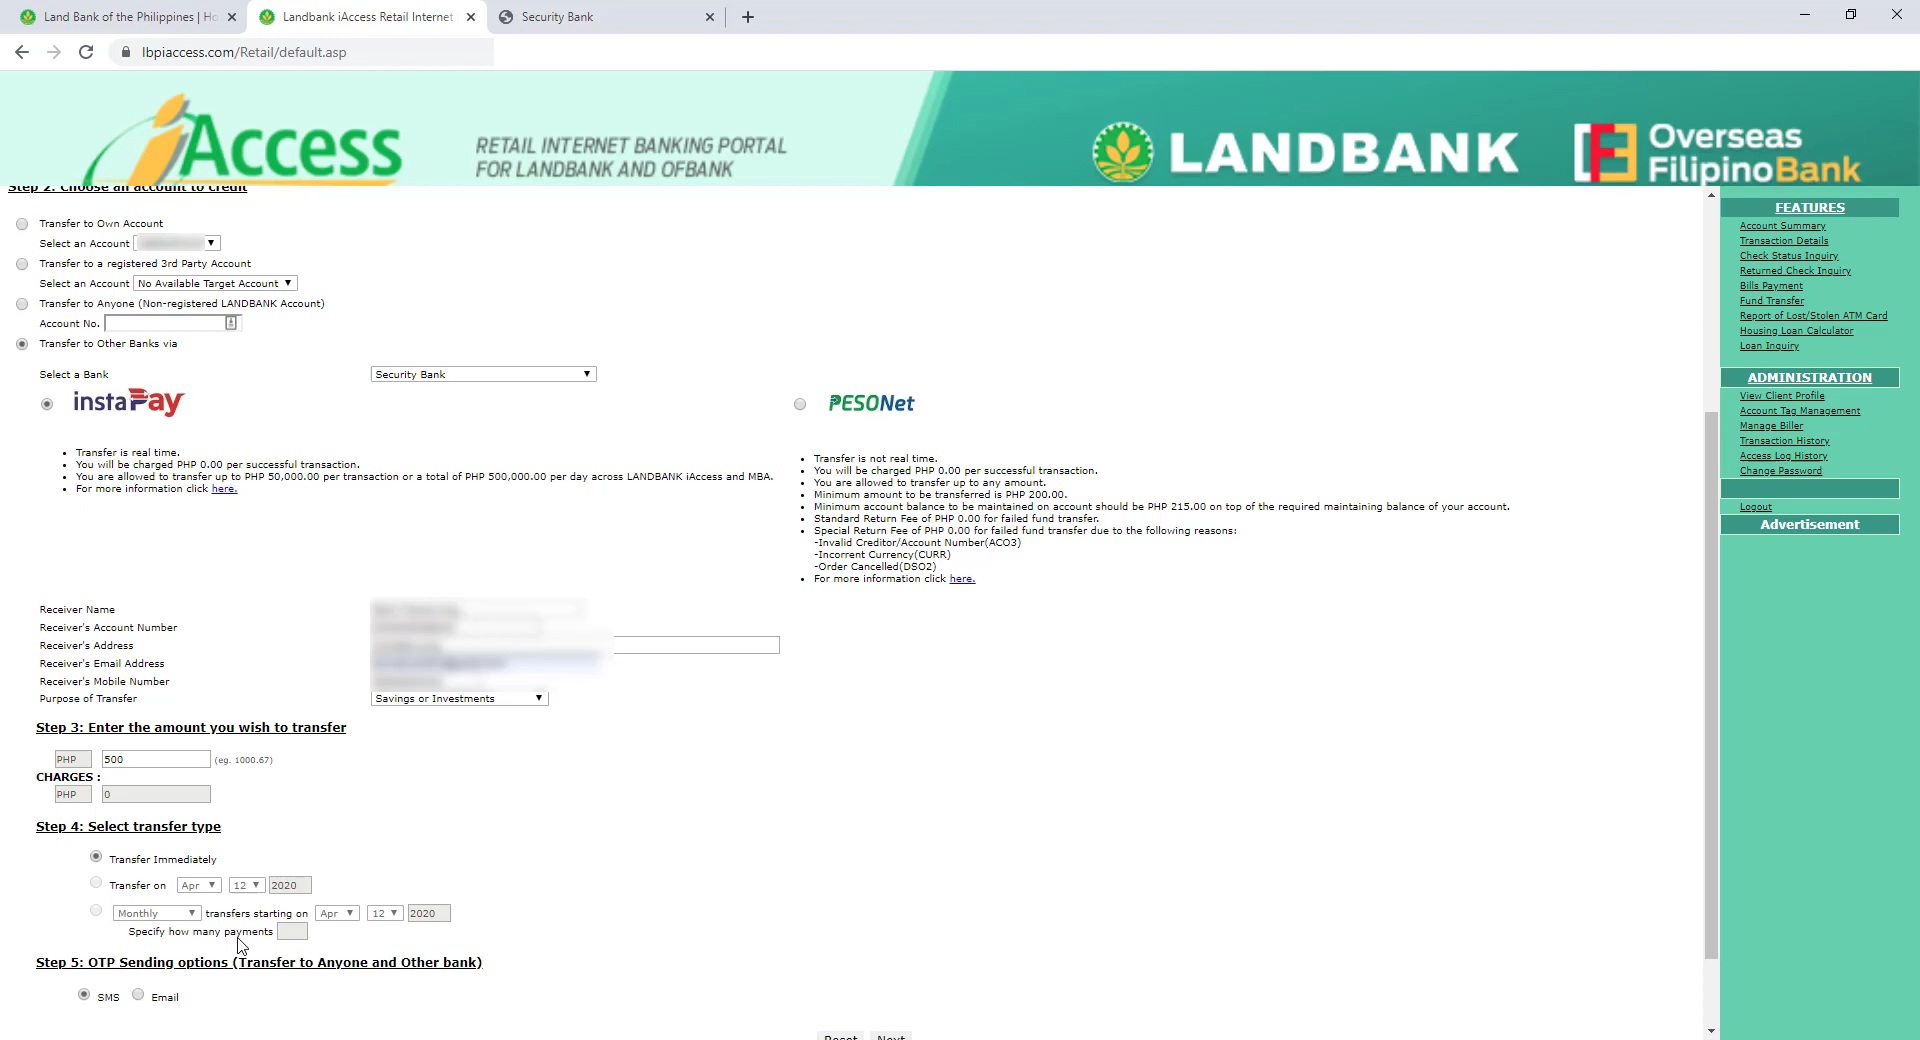 Land Bank of the Philippines | Ho
Landbank iAccess Retail Internet
Security Bank
lbpiaccess.com/Retail/default.asp
iAccess
RETAIL INTERNET BANKING PORTAL
FOR LANDBANK AND OFBANK
LANDBANK
Overseas
FilipinoBank
Step 2: Choose an account to credit
Transfer to Own Account
Select an Account
Transfer to a registered 3rd Party Account
Select an Account No Available Target Account
Transfer to Anyone (Non-registered LANDBANK Account)
Account No.
Transfer to Other Banks via
Select a Bank Security Bank
instaPay
Transfer is real time.
You will be charged PHP 0.00 per successful transaction.
You are allowed to transfer up to PHP 50,000.00 per transaction or a total of PHP 500,000.00 per day across LANDBANK iAccess and MBA.
For more information click here.
PESONet
Transfer is not real time.
You will be charged PHP 0.00 per successful transaction.
You are allowed to transfer up to any amount.
Minimum amount to be transferred is PHP 200.00.
Minimum account balance to be maintained on account should be PHP 215.00 on top of the required maintaining balance of your account.
Standard Return Fee of PHP 0.00 for failed fund transfer.
Special Return Fee of PHP 0.00 for failed fund transfer due to the following reasons:
-Invalid Creditor/Account Number(ACO3)
-Incorrent Currency(CURR)
-Order Cancelled(DSO2)
For more information click here.
Receiver Name
Receiver's Account Number
Receiver's Address
Receiver's Email Address
Receiver's Mobile Number
Purpose of Transfer Savings or Investments
Step 3: Enter the amount you wish to transfer
PHP 500 (eg. 1000.67)
CHARGES :
PHP 0
Step 4: Select transfer type
Transfer Immediately
Transfer on Apr 12 2020
Monthly transfers starting on Apr 12 2020
Specify how many payments
Step 5: OTP Sending options (Transfer to Anyone and Other bank)
SMS Email
Reset Next
FEATURES
Account Summary
Transaction Details
Check Status Inquiry
Returned Check Inquiry
Bills Payment
Fund Transfer
Report of Lost/Stolen ATM Card
Housing Loan Calculator
Loan Inquiry
ADMINISTRATION
View Client Profile
Account Tag Management
Manage Biller
Transaction History
Access Log History
Change Password
Logout
Advertisement